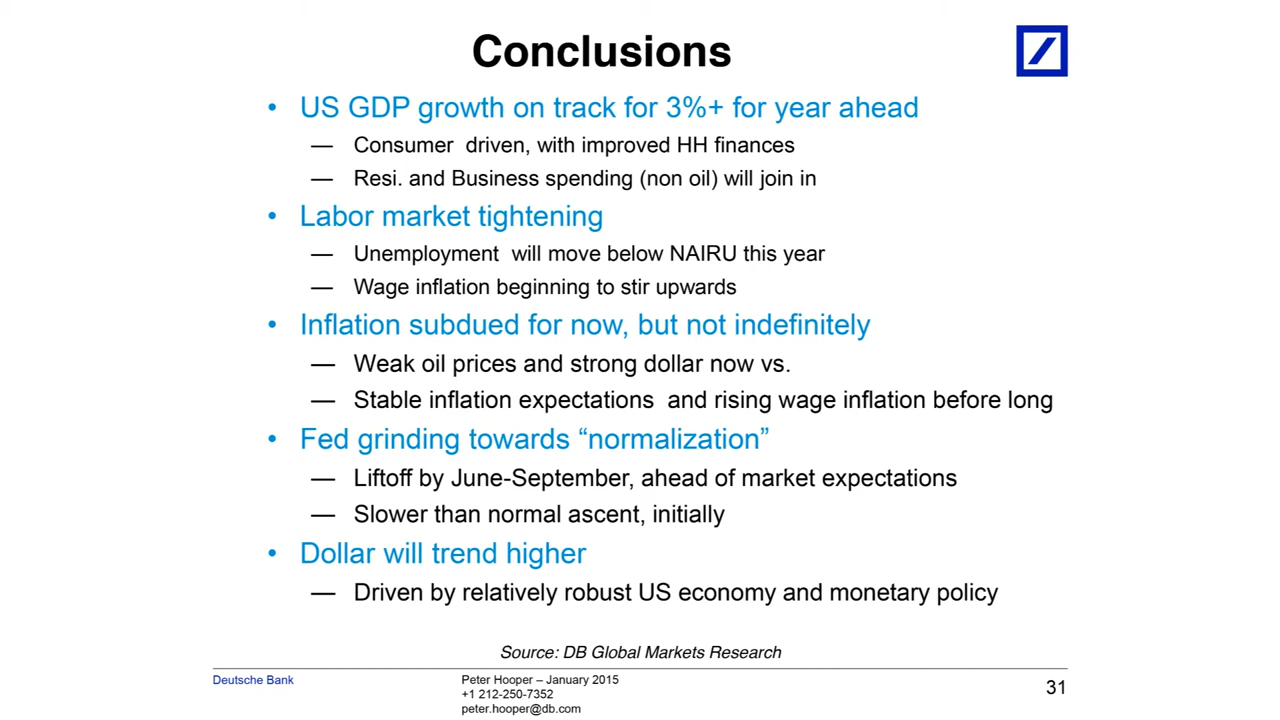 Conclusions
• US GDP growth on track for 3%+ for year ahead
— Consumer driven, with improved HH finances
— Resi. and Business spending (non oil) will join in
• Labor market tightening
— Unemployment will move below NAIRU this year
— Wage inflation beginning to stir upwards
• Inflation subdued for now, but not indefinitely
— Weak oil prices and strong dollar now vs.
— Stable inflation expectations and rising wage inflation before long
• Fed grinding towards “normalization”
— Liftoff by June-September, ahead of market expectations
— Slower than normal ascent, initially
• Dollar will trend higher
— Driven by relatively robust US economy and monetary policy
Source: DB Global Markets Research
Deutsche Bank
Peter Hooper – January 2015
+1 212-250-7352
peter.hooper@db.com
31